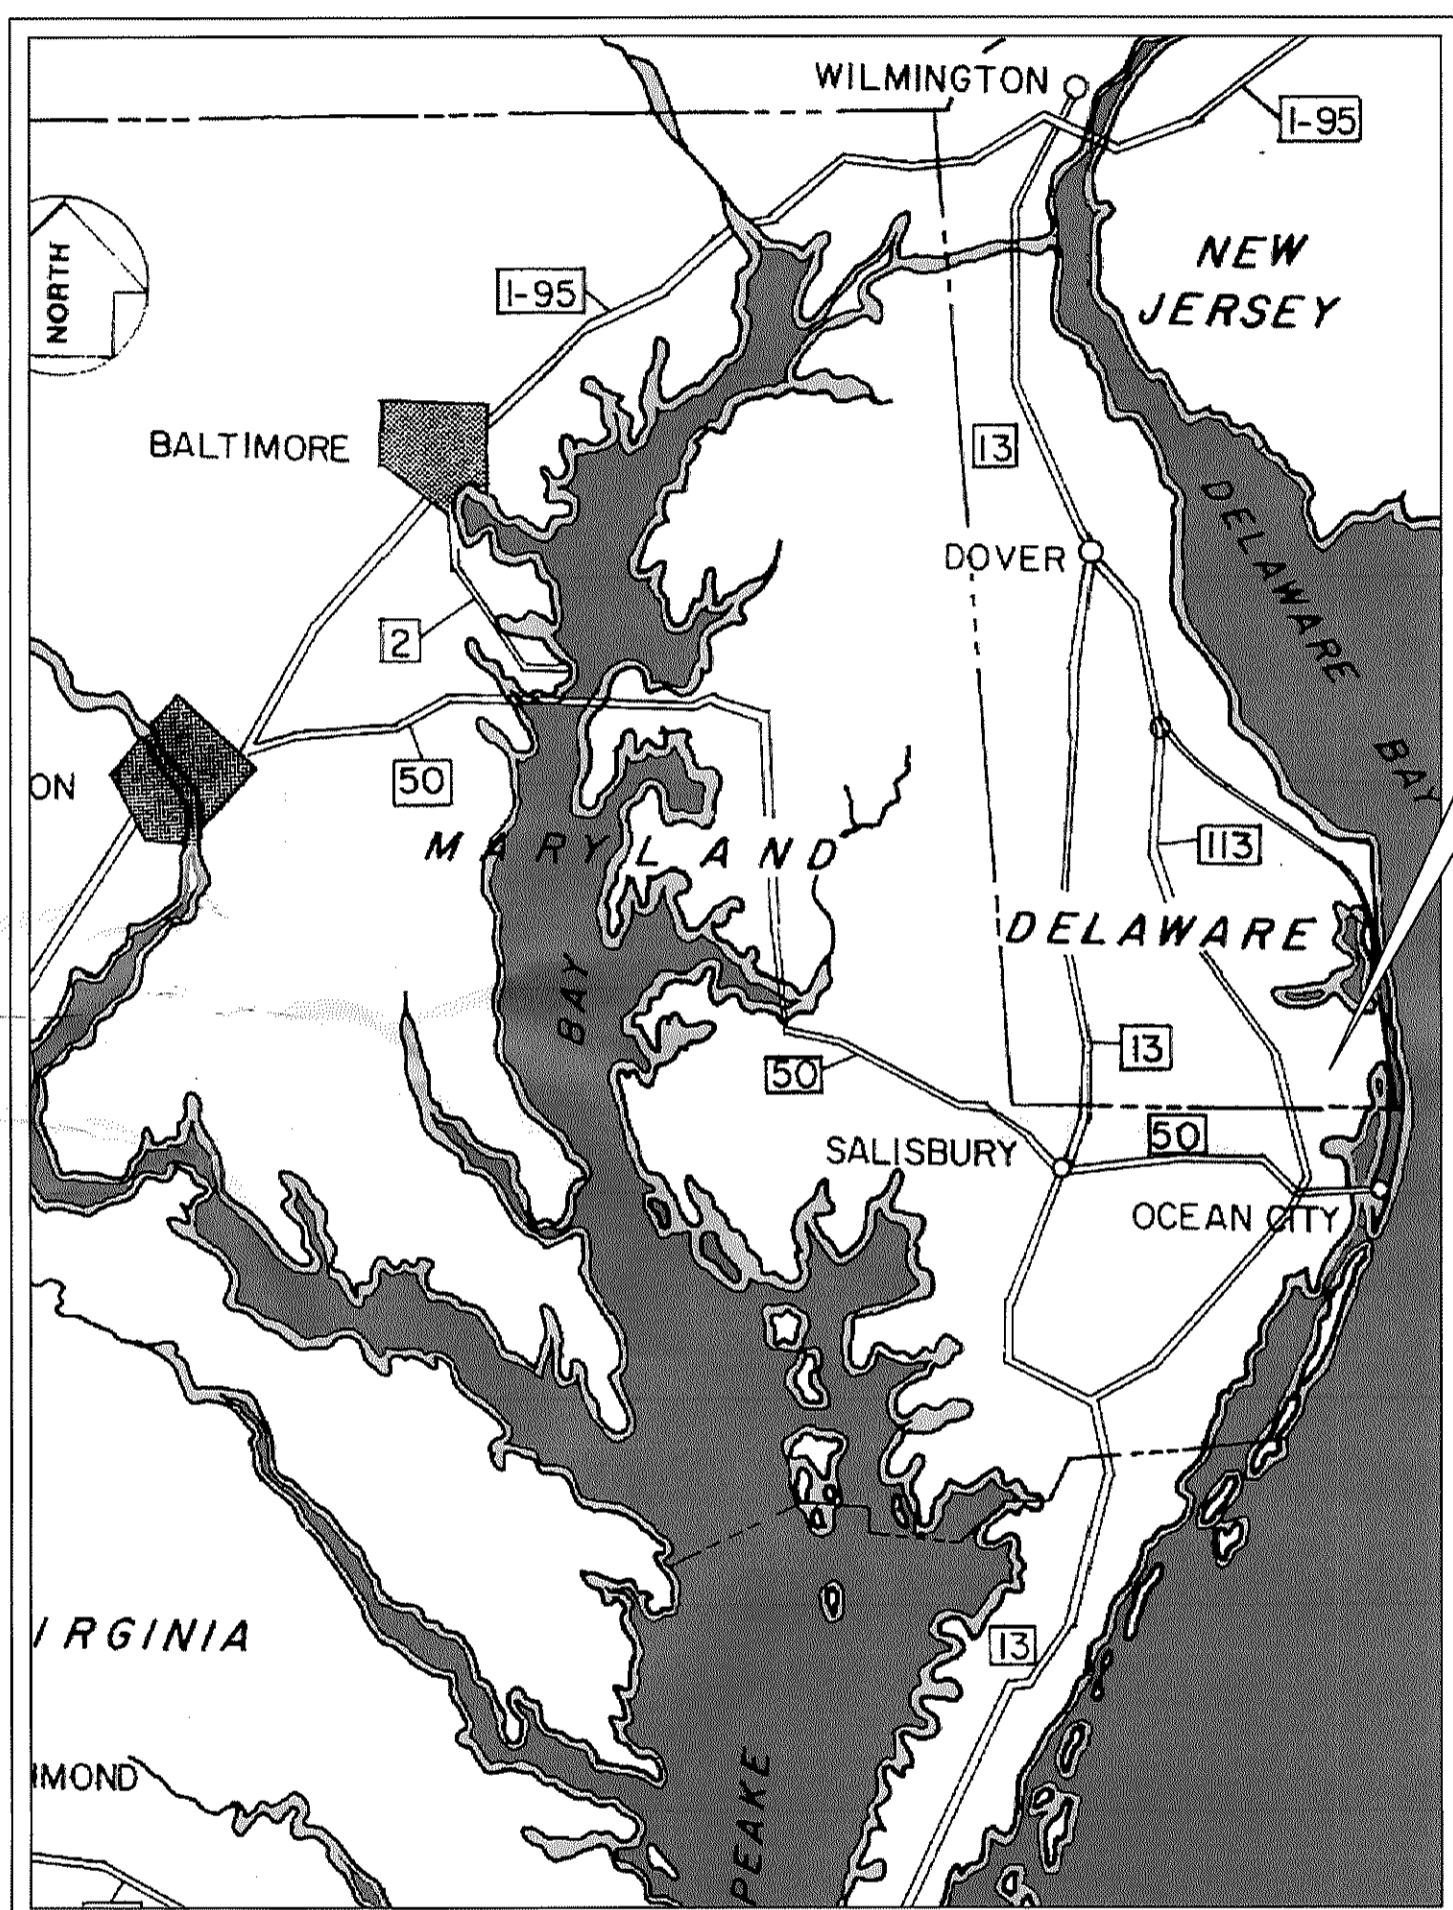 WILMINGTON
I-95
NORTH
NEW
JERSEY
I-95
BALTIMORE
13
DELAWARE
DOVER
2
BAY
50
ON
MARYLAND
113
DELAWARE
BAY
13
50
50
SALISBURY
OCEAN CITY
IRGINIA
13
MOND
PEAKE